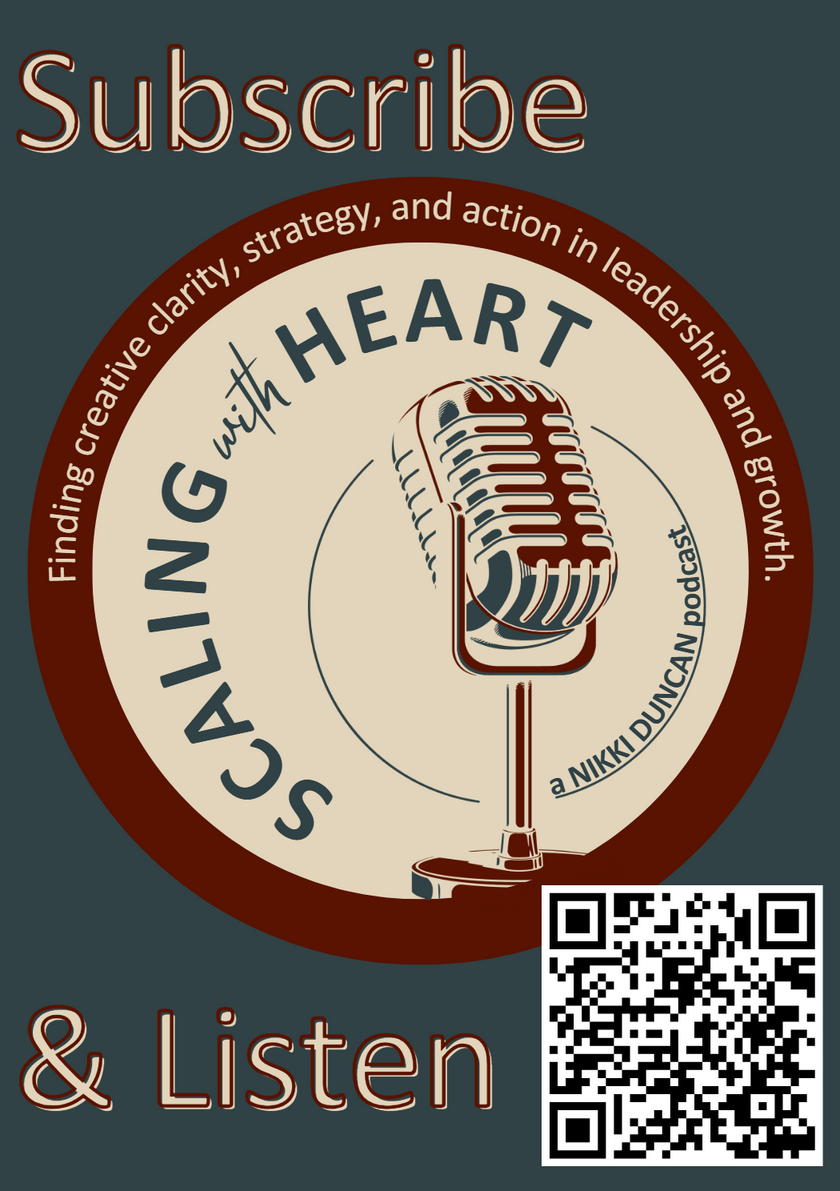 Subscribe
Finding creative clarity, strategy, and action in leadership and growth.
SCALING with HEART
a NIKKI DUNCAN podcast
& Listen